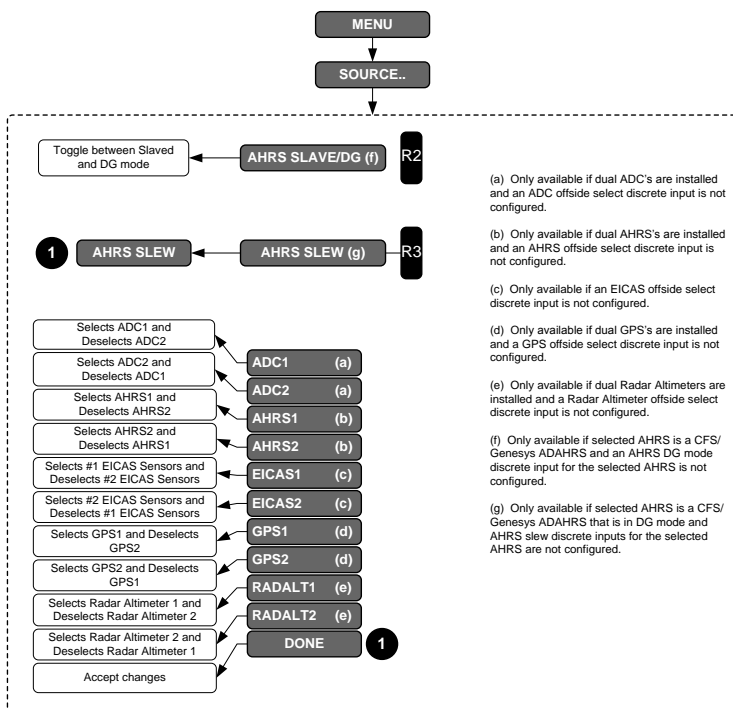 MENU
SOURCE..
Toggle between Slaved
and DG mode
AHRS SLAVE/DG (f)
R2
1
AHRS SLEW
AHRS SLEW (g)
R3
Selects ADC1 and
Deselects ADC2
Selects ADC2 and
Deselects ADC1
Selects AHRS1 and
Deselects AHRS2
Selects AHRS2 and
Deselects AHRS1
Selects #1 EICAS Sensors and
Deselects #2 EICAS Sensors
Selects #2 EICAS Sensors and
Deselects #1 EICAS Sensors
Selects GPS1 and Deselects
GPS2
Selects GPS2 and Deselects
GPS1
Selects Radar Altimeter 1 and
Deselects Radar Altimeter 2
Selects Radar Altimeter 2 and
Deselects Radar Altimeter 1
Accept changes
ADC1 (a)
ADC2 (a)
AHRS1 (b)
AHRS2 (b)
EICAS1 (c)
EICAS2 (c)
GPS1 (d)
GPS2 (d)
RADALT1 (e)
RADALT2 (e)
DONE
1
(a) Only available if dual ADC's are installed
and an ADC offside select discrete input is not
configured.
(b) Only available if dual AHRS's are installed
and an AHRS offside select discrete input is
not configured.
(c) Only available if an EICAS offside select
discrete input is not configured.
(d) Only available if dual GPS's are installed
and a GPS offside select discrete input is not
configured.
(e) Only available if dual Radar Altimeters are
installed and a Radar Altimeter offside select
discrete input is not configured.
(f) Only available if selected AHRS is a CFS/
Genesys ADAHRS and an AHRS DG mode
discrete input for the selected AHRS is not
configured.
(g) Only available if selected AHRS is a CFS/
Genesys ADAHRS that is in DG mode and
AHRS slew discrete inputs for the selected
AHRS are not configured.